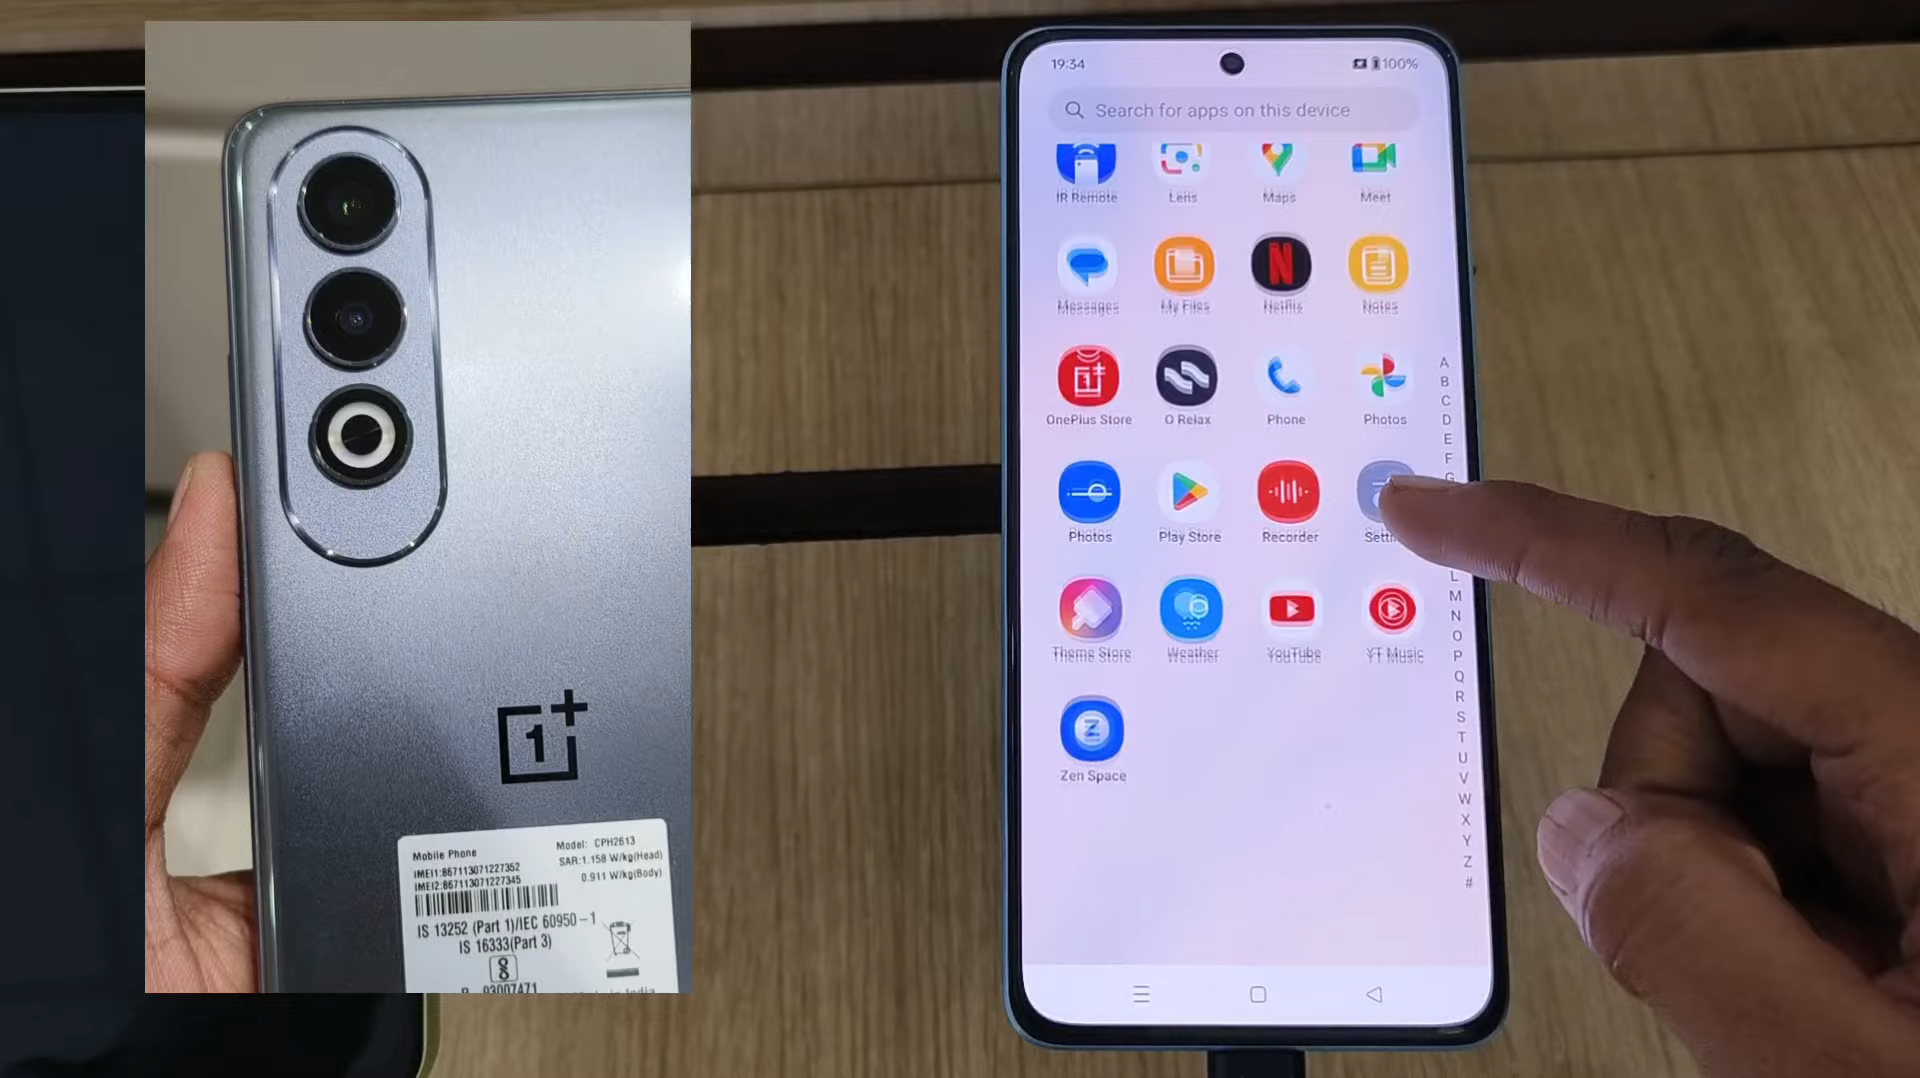 1+
Mobile Phone
Model: CPH2613
IMEI1:867113071227352
SAR:1.158 W/kg(Head)
IMEI2:867113071227345
0.911 W/kg(Body)
IS 13252 (Part 1)/IEC 60950-1
IS 16333(Part 3)
19:34
100%
Search for apps on this device
IR Remote Lens Maps Meet
Messages My Files Netflix Notes
OnePlus Store O Relax Phone Photos
Photos Play Store Recorder
Theme Store Weather YouTube YT Music
Zen Space
A
B
C
D
E
F
G
L
M
N
O
P
Q
R
S
T
U
V
W
X
Y
Z
#